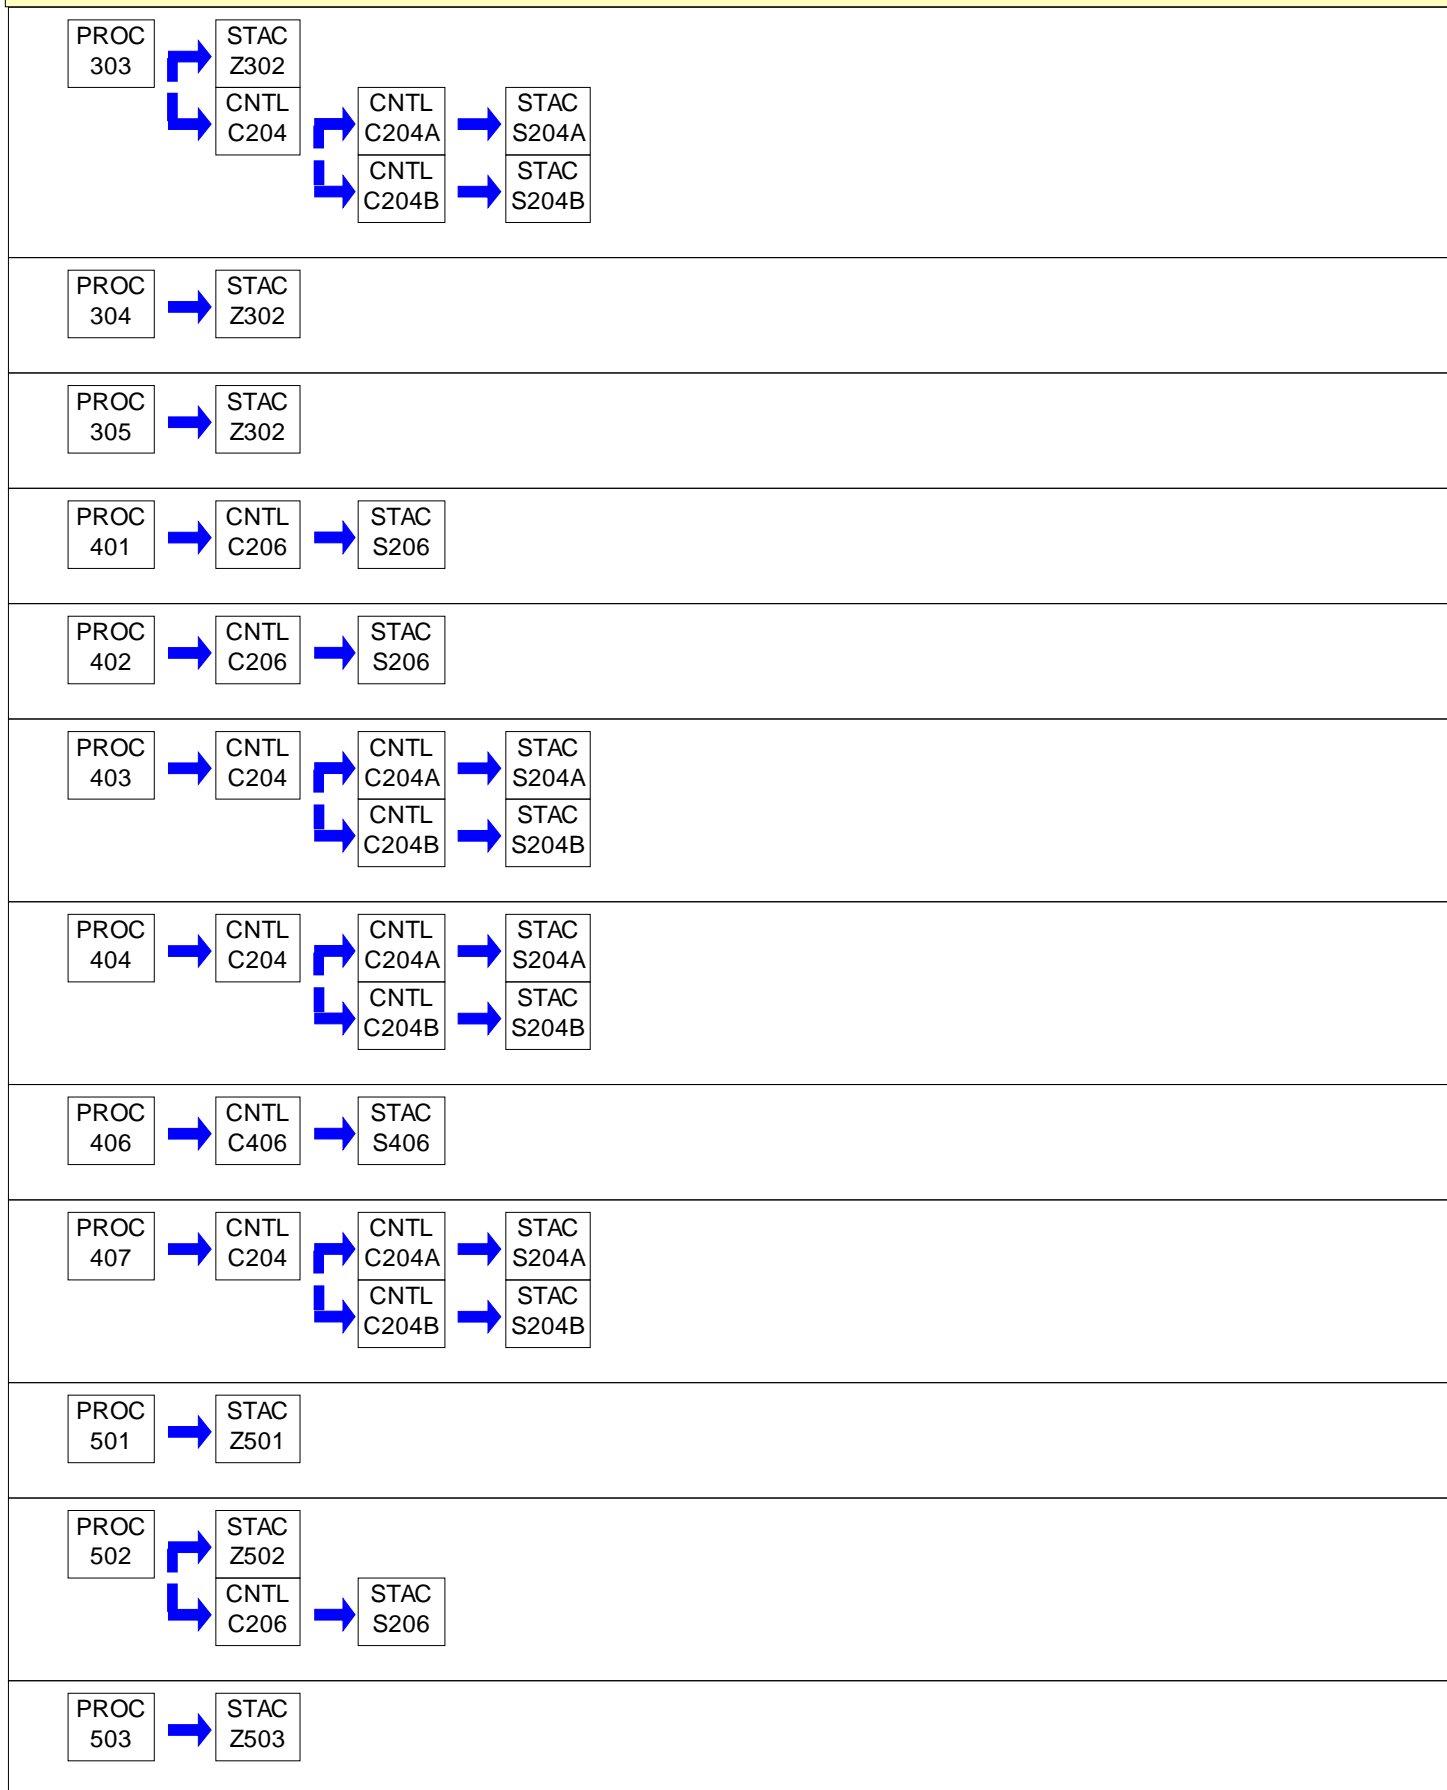 PROC STAC
303 Z302
CNTL CNTL STAC
C204 C204A S204A
CNTL STAC
C204B S204B
PROC STAC
304 Z302
PROC STAC
305 Z302
PROC CNTL STAC
401 C206 S206
PROC CNTL STAC
402 C206 S206
PROC CNTL CNTL STAC
403 C204 C204A S204A
CNTL STAC
C204B S204B
PROC CNTL CNTL STAC
404 C204 C204A S204A
CNTL STAC
C204B S204B
PROC CNTL STAC
406 C406 S406
PROC CNTL CNTL STAC
407 C204 C204A S204A
CNTL STAC
C204B S204B
PROC STAC
501 Z501
PROC STAC
502 Z502
CNTL STAC
C206 S206
PROC STAC
503 Z503